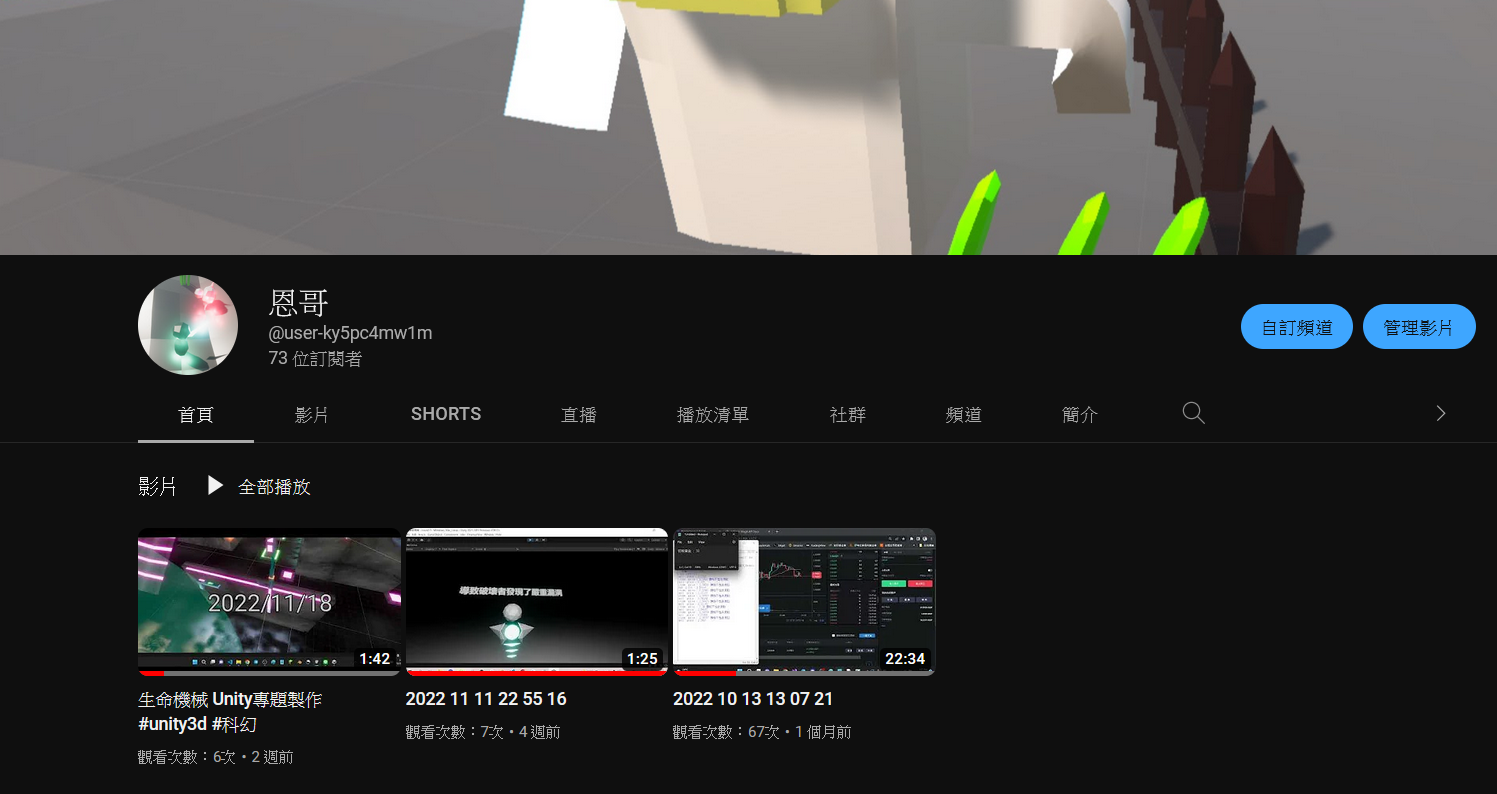 恩哥
@user-ky5pc4mw1m
73 位訂閱者
自訂頻道
管理影片
首頁
影片
SHORTS
直播
播放清單
社群
頻道
簡介
影片
全部播放
2022/11/18
1:42
導致破壞者發現了嚴重漏洞
1:25
22:34
生命機械 Unity專題製作
#unity3d #科幻
觀看次數：6次・2 週前
2022 11 11 22 55 16
觀看次數：7次・4 週前
2022 10 13 13 07 21
觀看次數：67次・1 個月前